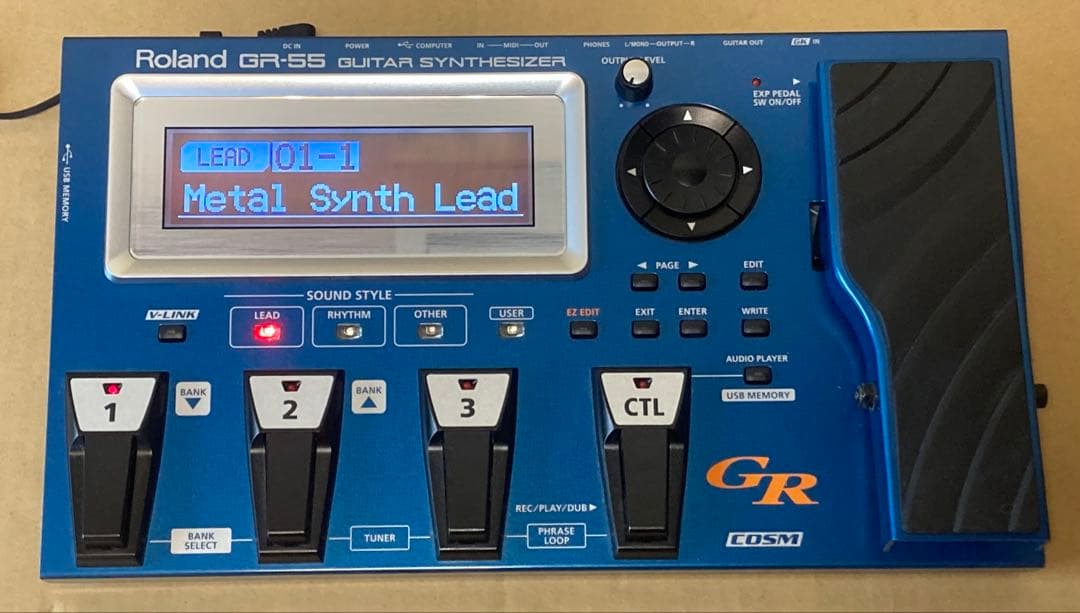 DC IN POWER COMPUTER IN MIDI OUT PHONES L/MONO OUTPUT R GUITAR OUT GK IN
Roland GR-55 GUITAR SYNTHESIZER
OUTPUT LEVEL
EXP PEDAL
SW ON/OFF
USB MEMORY
LEAD 01-1
Metal Synth Lead
PAGE EDIT
SOUND STYLE
V-LINK LEAD RHYTHM OTHER USER EZ EDIT EXIT ENTER WRITE
AUDIO PLAYER
USB MEMORY
1 BANK 2 BANK 3 CTL
GR
REC/PLAY/DUB
BANK
SELECT
TUNER
PHRASE
LOOP
COSM